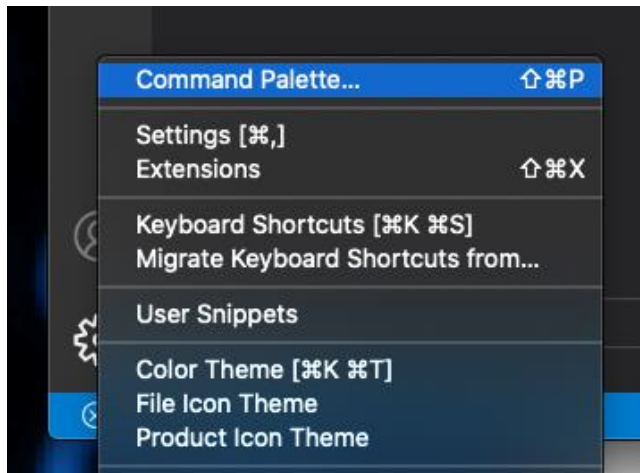 Command Palette... ⇧⌘P
Settings [⌘,]
Extensions ⇧⌘X
Keyboard Shortcuts [⌘K ⌘S]
Migrate Keyboard Shortcuts from...
User Snippets
Color Theme [⌘K ⌘T]
File Icon Theme
Product Icon Theme